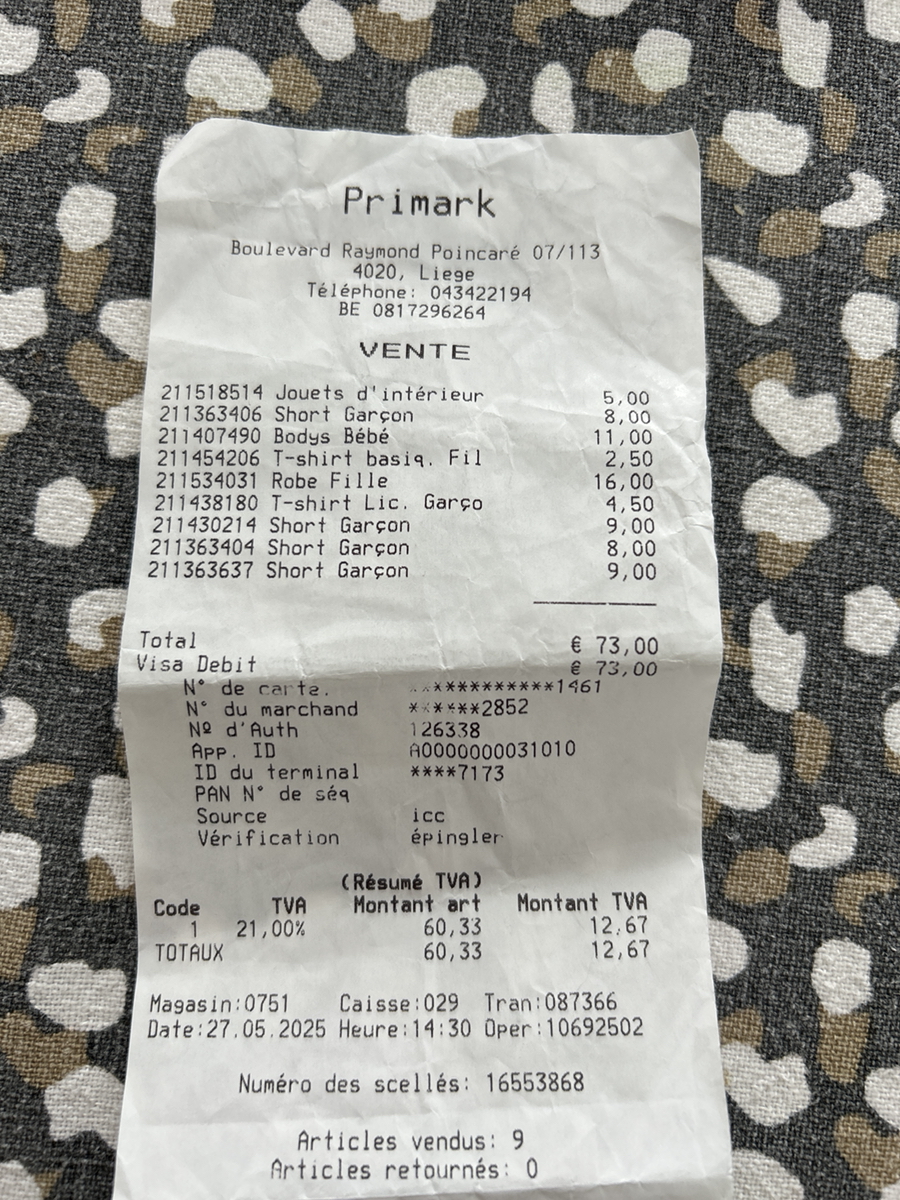 Primark
Boulevard Raymond Poincaré 07/113
4020, Liege
Téléphone: 043422194
BE 0817296264
VENTE
211518514 Jouets d'intérieur 5,00
211363406 Short Garçon 8,00
211407490 Bodys Bébé 11,00
211454206 T-shirt basiq. Fil 2,50
211534031 Robe Fille 16,00
211438180 T-shirt Lic. Garço 4,50
211430214 Short Garçon 9,00
211363404 Short Garçon 8,00
211363637 Short Garçon 9,00
Total € 73,00
Visa Debit € 73,00
N° de carte. ************1461
N° du marchand ******2852
Nº d'Auth 126338
App. ID A0000000031010
ID du terminal ****7173
PAN N° de séq
Source icc
Vérification épingler
(Résumé TVA)
Code TVA Montant art Montant TVA
1 21,00% 60,33 12,67
TOTAUX 60,33 12,67
Magasin:0751 Caisse:029 Tran:087366
Date:27.05.2025 Heure:14:30 Oper:10692502
Numéro des scellés: 16553868
Articles vendus: 9
Articles retournés: 0